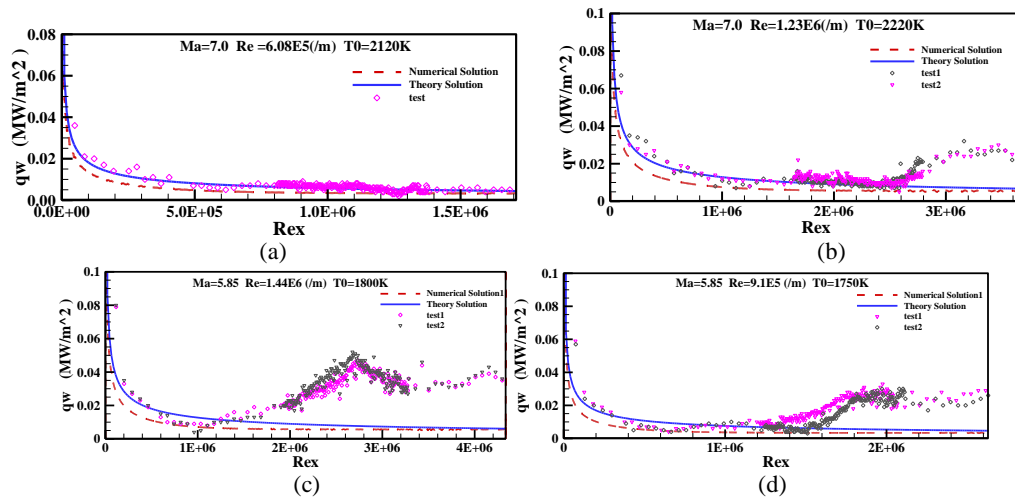 Ma=7.0 Re =6.08E5(/m) T0=2120K
Numerical Solution
Theory Solution
test
qw (MW/m^2)
0.08
0.06
0.04
0.02
0.00
0.0E+00
5.0E+05
1.0E+06
1.5E+06
Rex
(a)
Ma=7.0 Re=1.23E6(/m) T0=2220K
Numerical Solution
Theory Solution
test1
test2
qw (MW/m^2)
0.1
0.08
0.06
0.04
0.02
0
0
1E+06
2E+06
3E+06
Rex
(b)
Ma=5.85 Re=1.44E6 (/m) T0=1800K
Numerical Solution1
Theory Solution
test1
test2
qw (MW/m^2)
0.1
0.08
0.06
0.04
0.02
0
0
1E+06
2E+06
3E+06
4E+06
Rex
(c)
Ma=5.85 Re=9.1E5 (/m) T0=1750K
Numerical Solution1
Theory Solution
test1
test2
qw (MW/m^2)
0.1
0.08
0.06
0.04
0.02
0
0
1E+06
2E+06
Rex
(d)